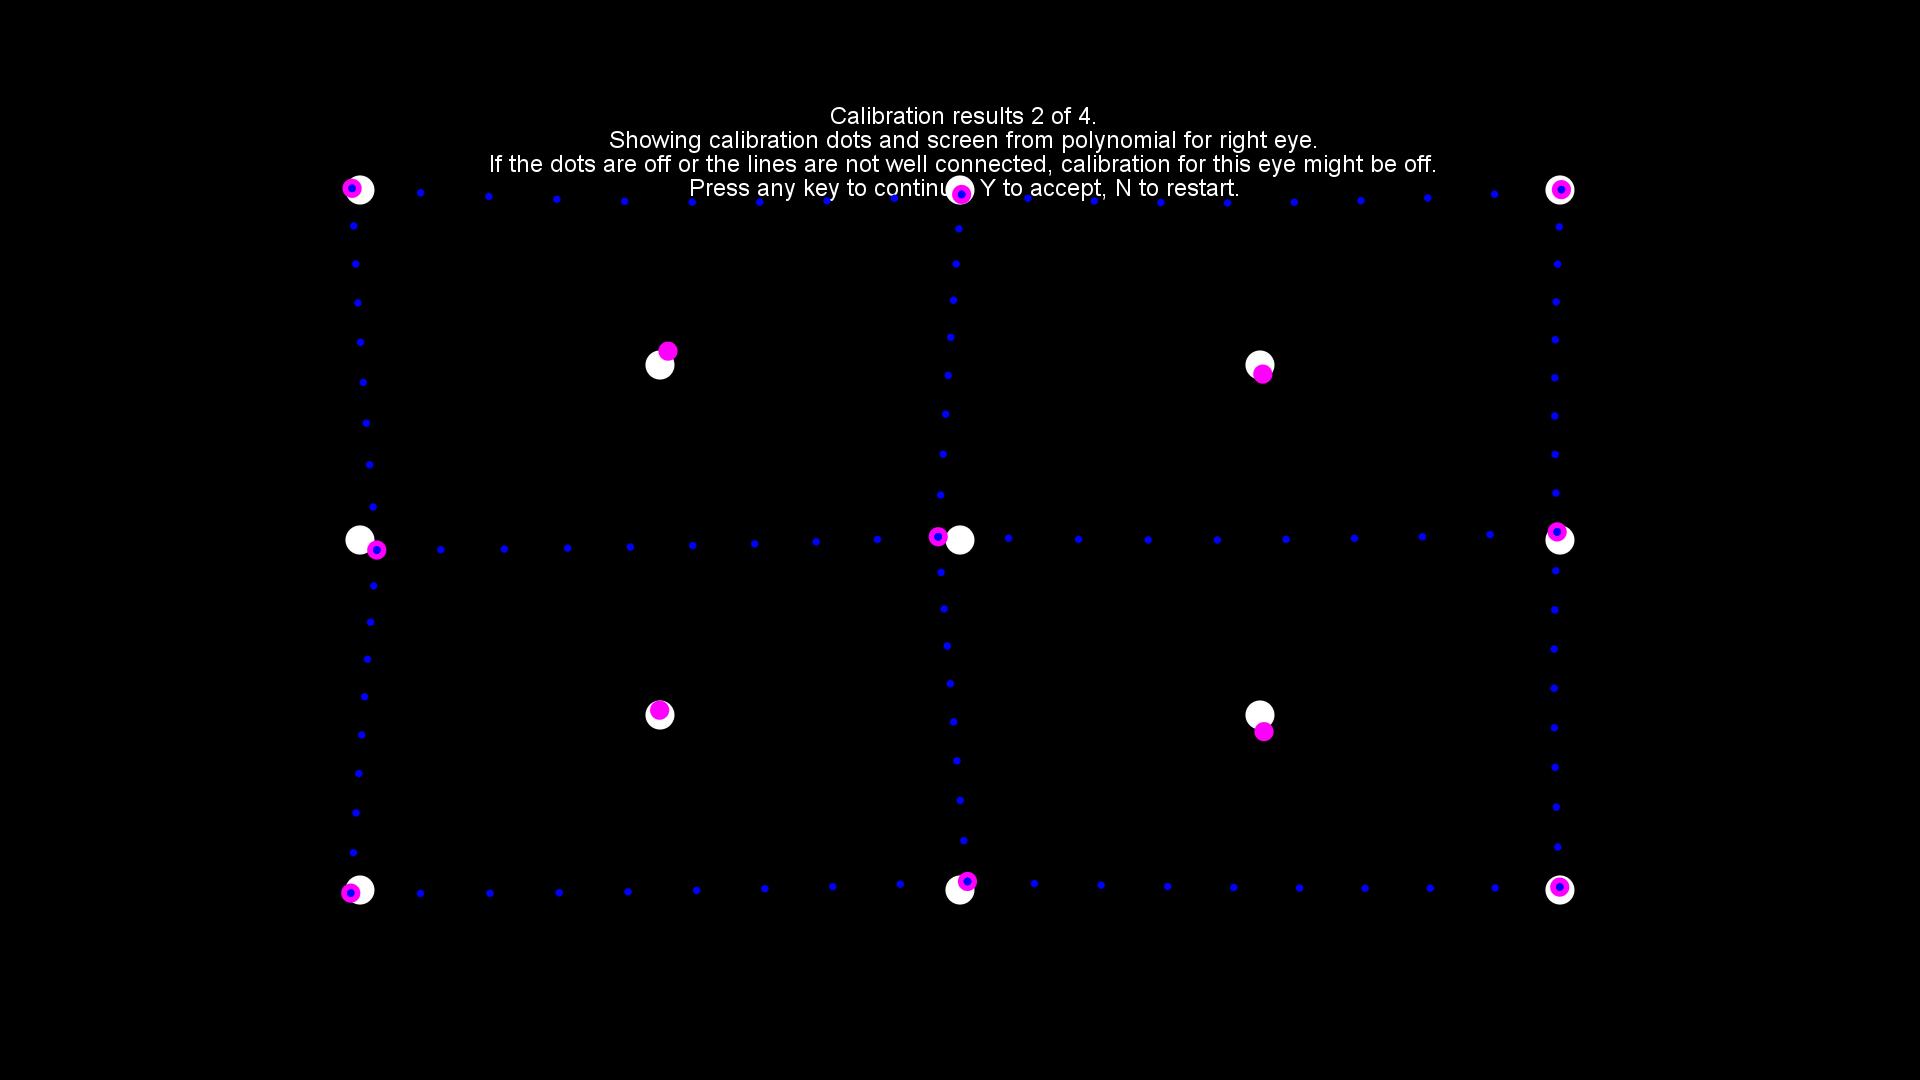 Calibration results 2 of 4.
Showing calibration dots and screen from polynomial for right eye.
If the dots are off or the lines are not well connected, calibration for this eye might be off.
Press any key to continu Y to accept, N to restart.